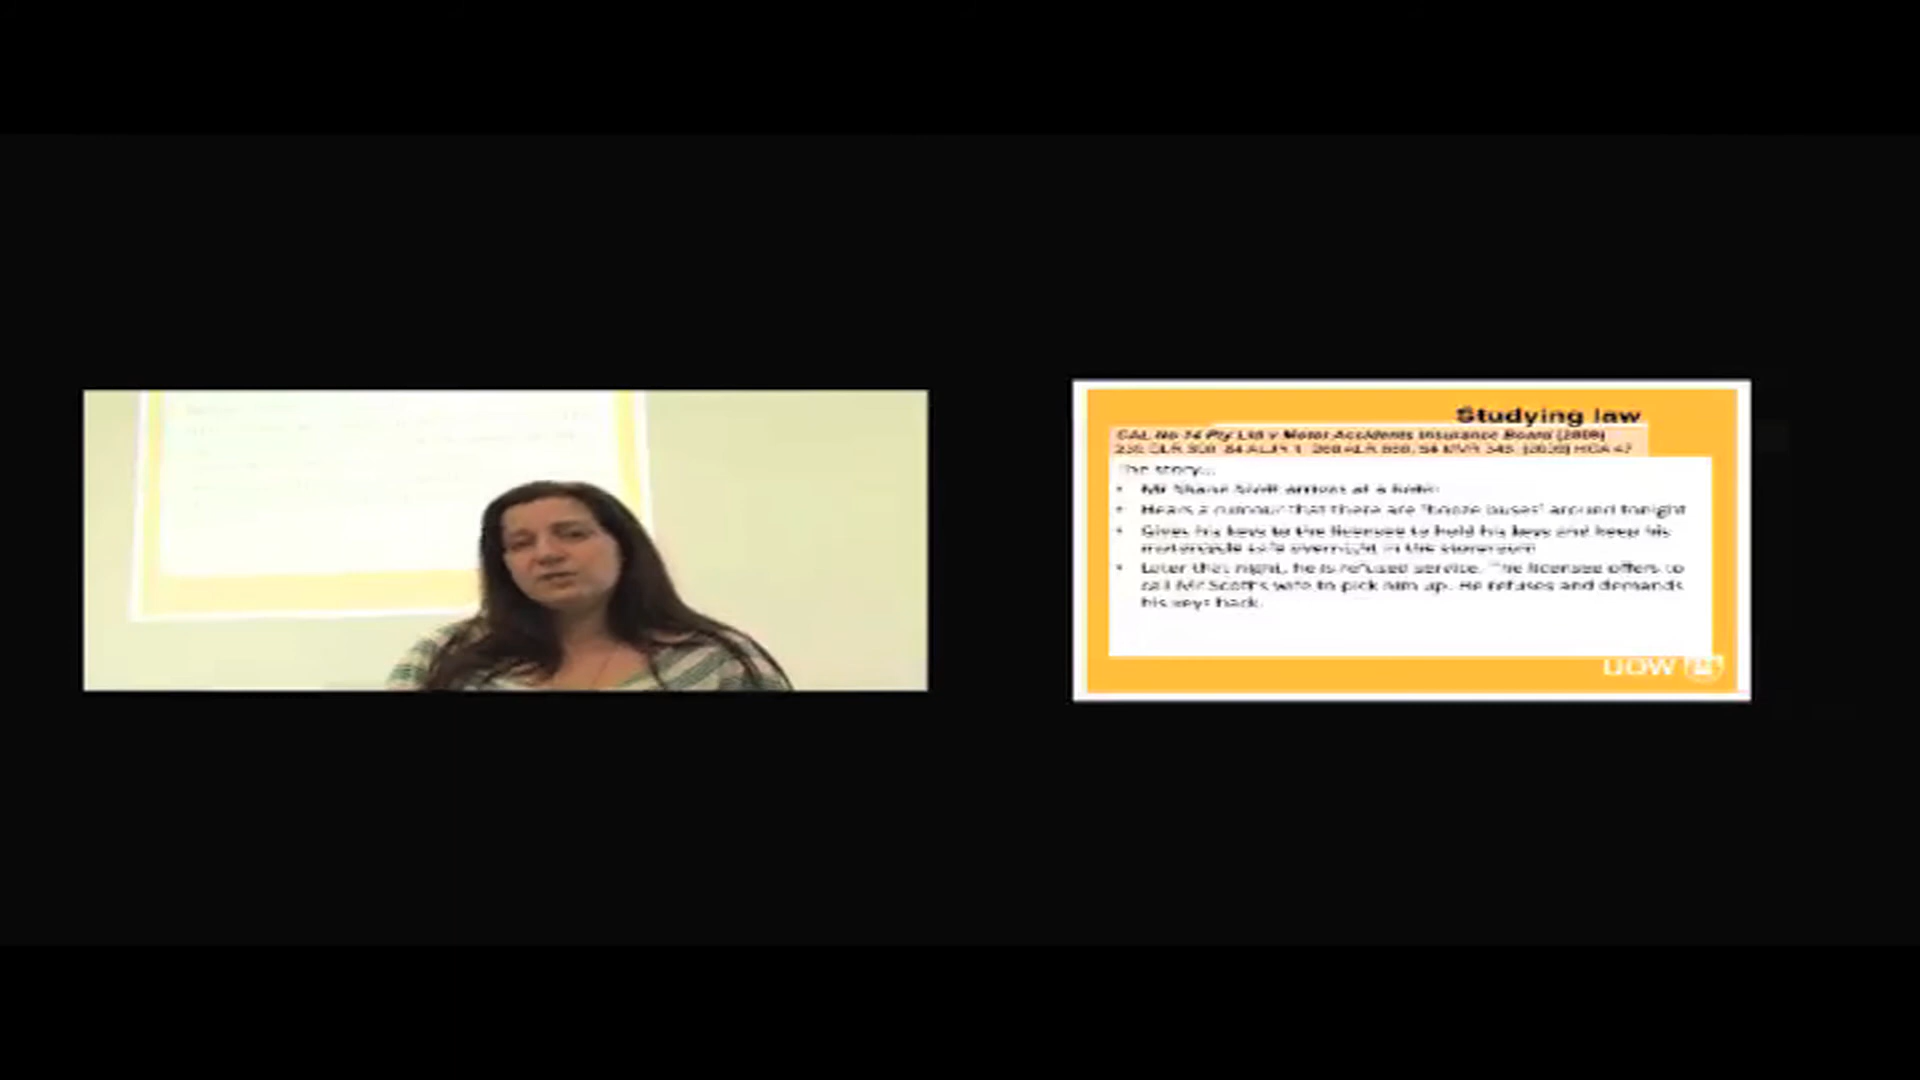 Studying law
CAL No 14 Pty Ltd v Motor Accidents Insurance Board (2009)
The story...
• Mr Shane Scott arrives at a hotel
• Hears a rumour that there are 'booze buses' around tonight
• Gives his keys to the licensee to hold his keys and keep his
motorcycle safe overnight in the storeroom
• Later that night, he is refused service. The licensee offers to
call Mr Scott's wife to pick him up. He refuses and demands
his keys back.
UOW